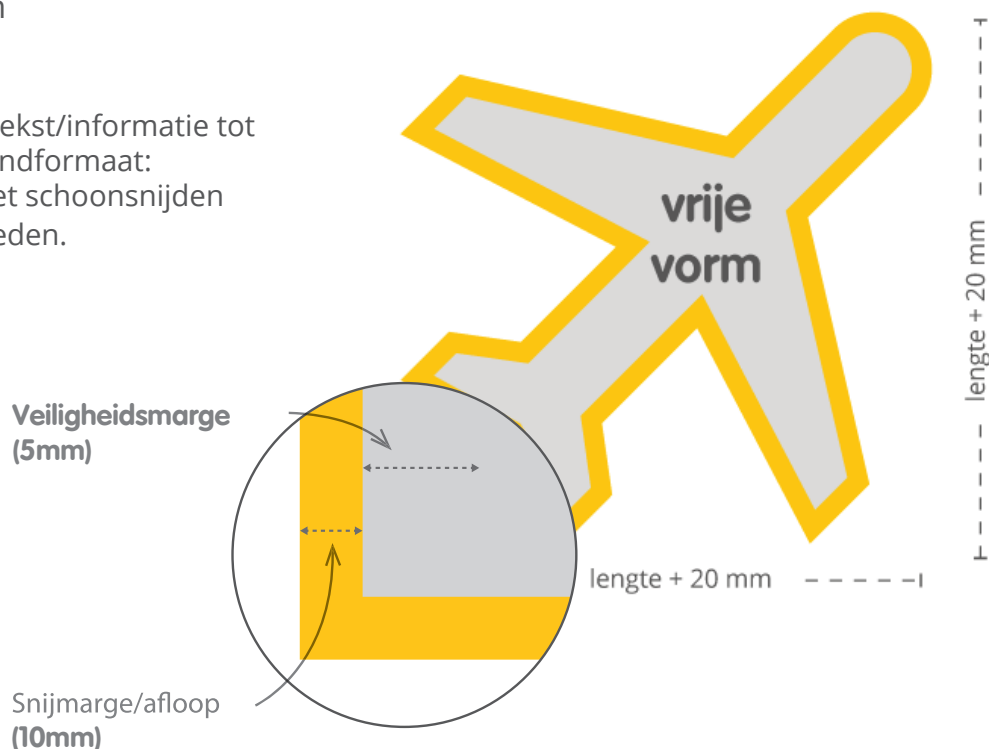 ekst/informatie tot
ndformaat:
et schoonsnijden
eden.
vrije
vorm
lengte + 20 mm
Veiligheidsmarge
(5mm)
lengte + 20 mm
Snijmarge/afloop
(10mm)